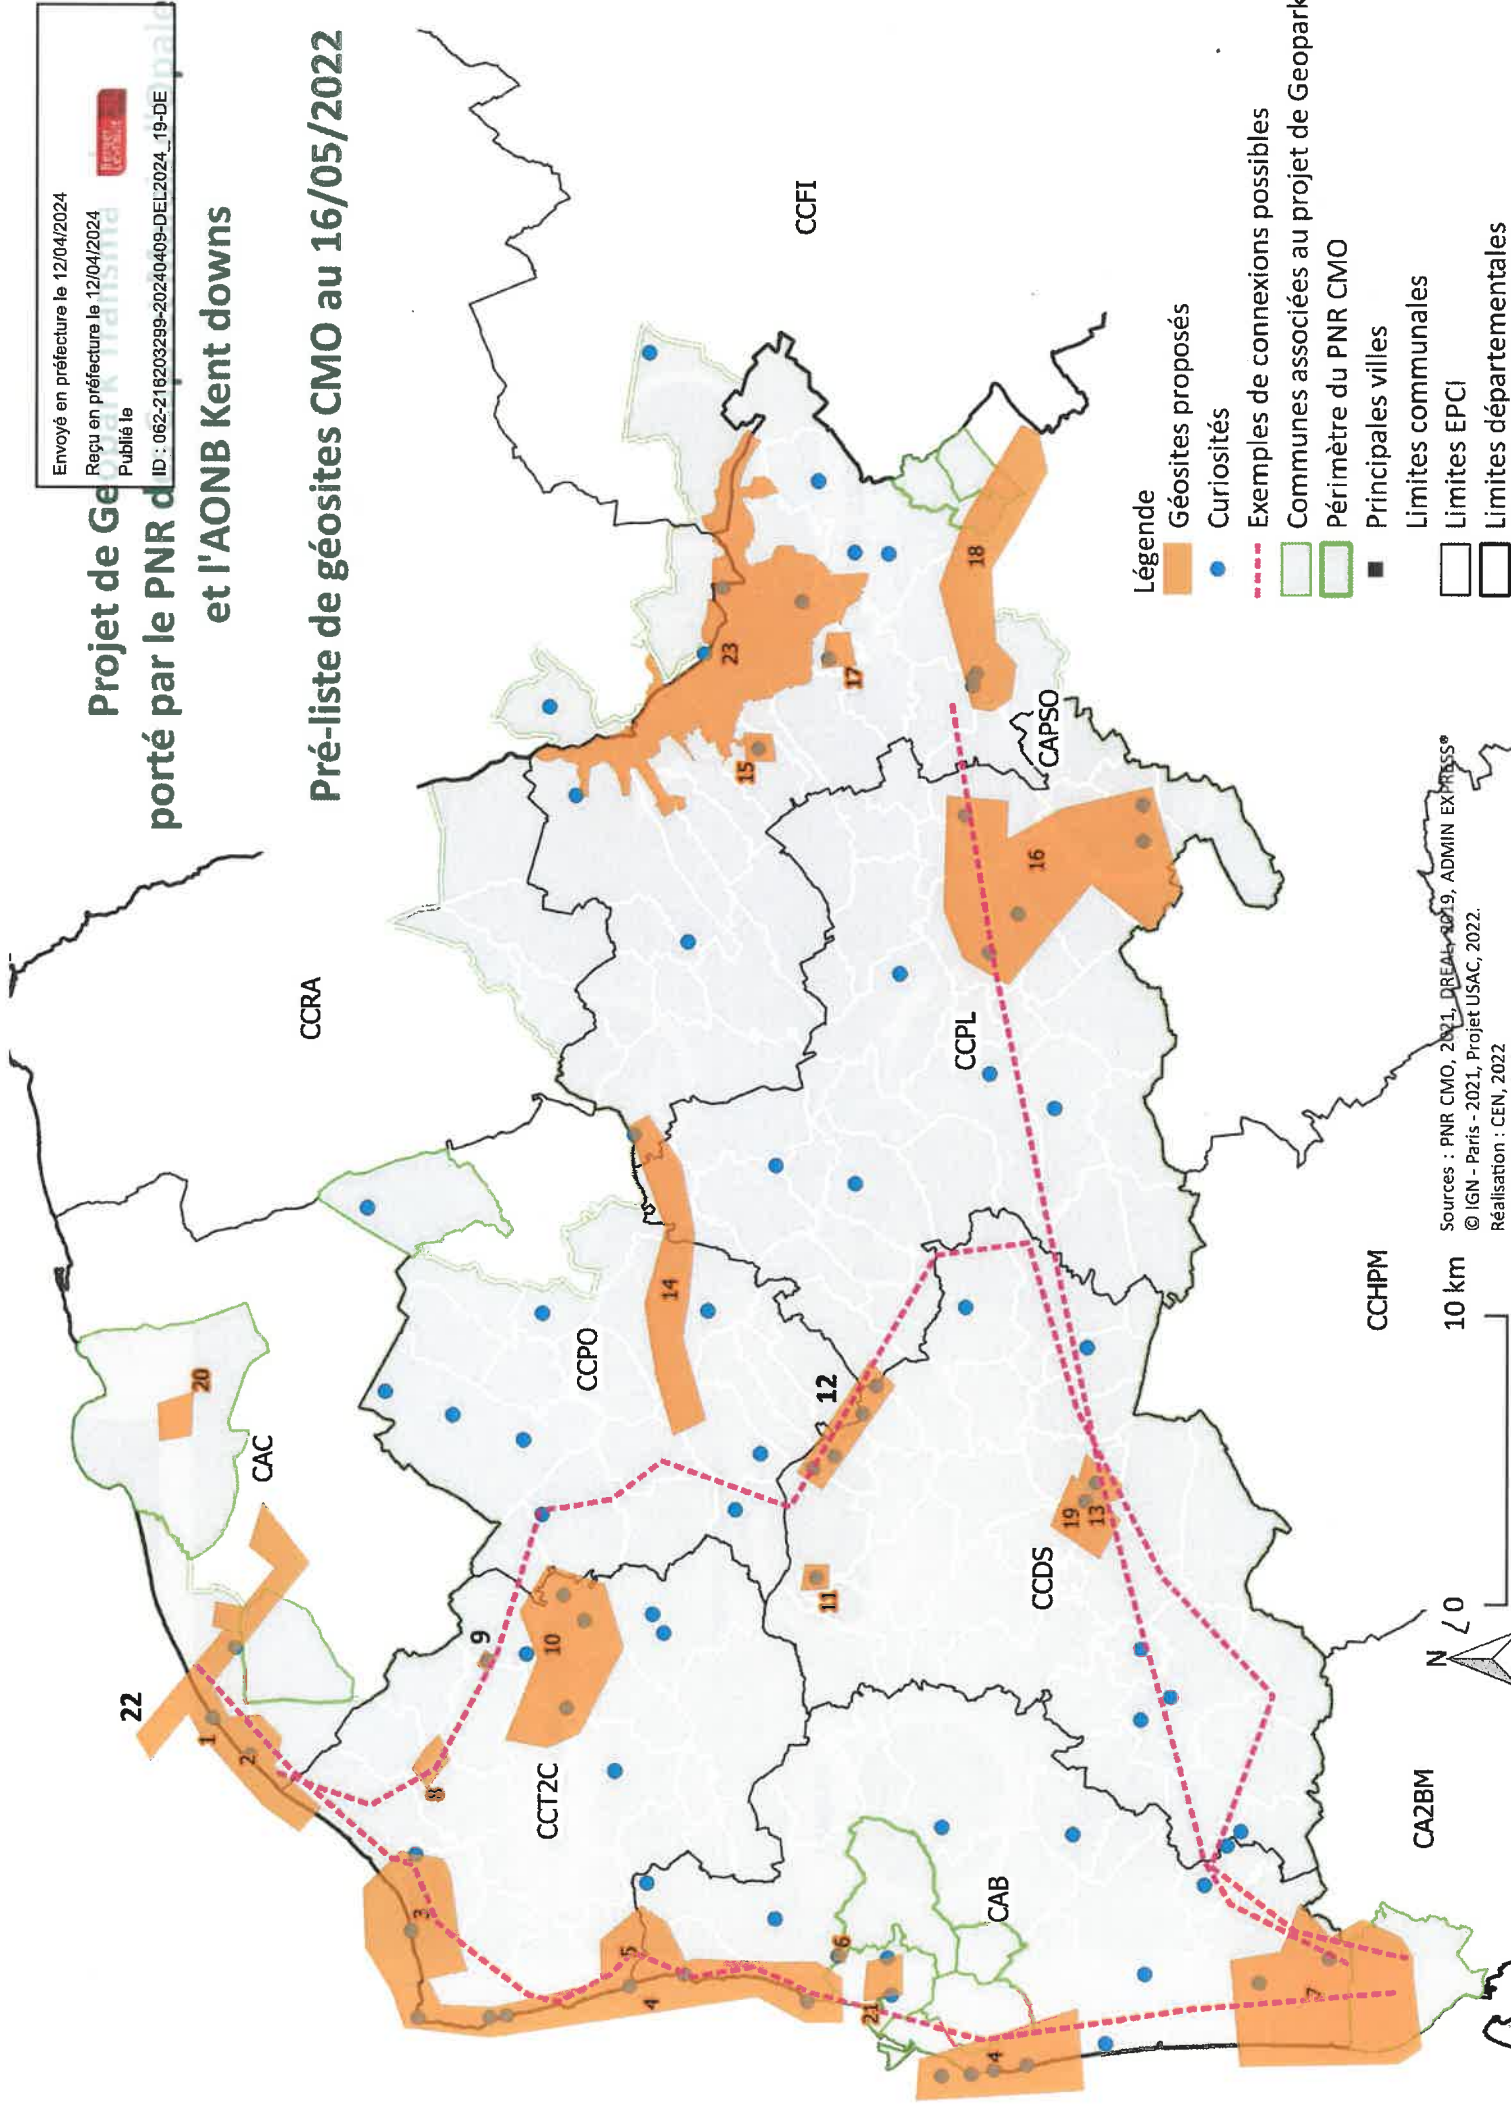 Envoyé en préfecture le 12/04/2024
Reçu en préfecture le 12/04/2024
Publié le
ID : 062-216203299-20240409-DEL2024_19-DE
Projet de Geopark
porté par le PNR d
et l'AONB Kent downs
Pré-liste de géosites CMO au 16/05/2022
CCFI
CCRA
CAC
CCPO
CCT2C
CAPSO
CCPL
CCDS
CAB
CCHPM
CA2BM
22
1
2
3
4
5
6
21
4
7
8
9
10
11
12
13
19
14
20
15
16
17
18
23
Légende
Géosites proposés
Curiosités
Exemples de connexions possibles
Communes associées au projet de Geopark
Périmètre du PNR CMO
Principales villes
Limites communales
Limites EPCI
Limites départementales
N
0
10 km
Sources : PNR CMO, 2021, DREAL, 2019, ADMIN EXPRESS®
© IGN - Paris - 2021, Projet USAC, 2022.
Réalisation : CEN, 2022